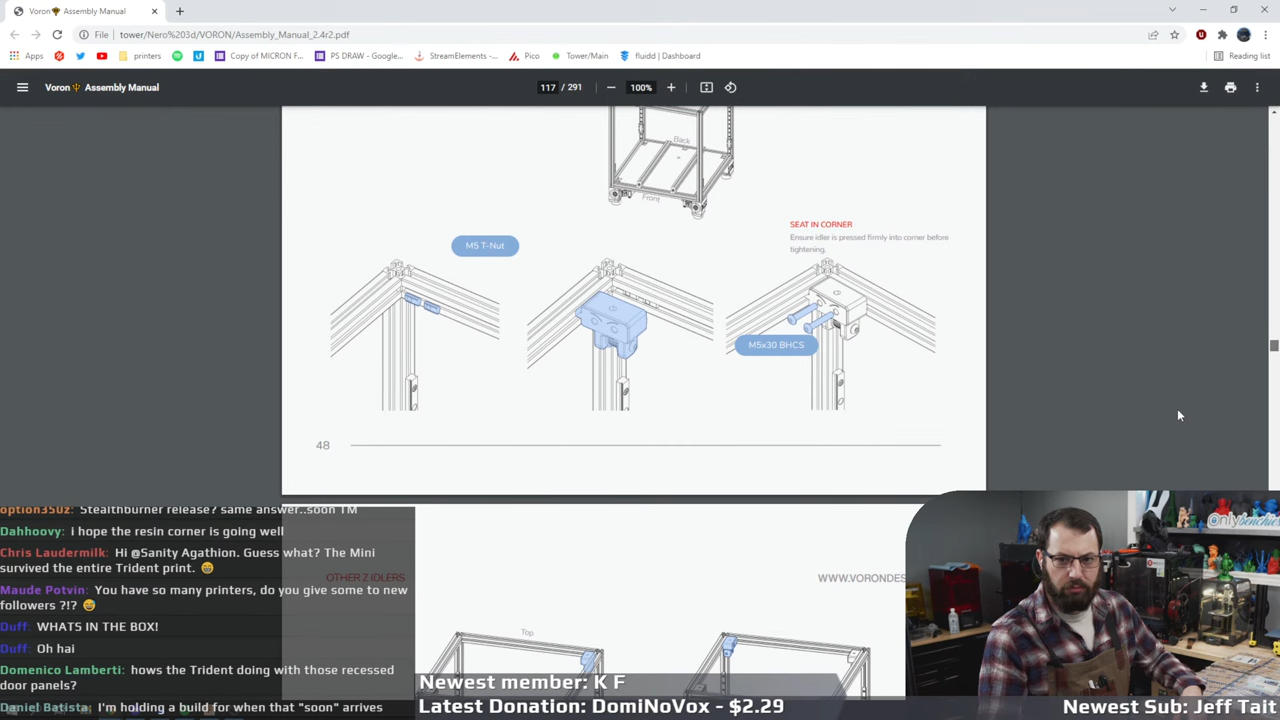 Voron Assembly Manual
File | tower/Nero%203d/VORON/Assembly_Manual_2.4r2.pdf
Apps printers Copy of MICRON F... PS DRAW - Google... StreamElements -... Pico Tower/Main fluidd | Dashboard Reading list
Voron Assembly Manual 117 / 291 100%
Back
Front
M5 T-Nut
SEAT IN CORNER
Ensure idler is pressed firmly into corner before
tightening.
M5x30 BHCS
48
option35oz: Stealthburner release? same answer..soon TM
Dahhoovy: i hope the resin corner is going well
Chris Laudermilk: Hi @Sanity Agathion. Guess what? The Mini
survived the entire Trident print.
Maude Potvin: You have so many printers, do you give some to new
followers ?!?
Duff: WHATS IN THE BOX!
Duff: Oh hai
Domenico Lamberti: hows the Trident doing with those recessed
door panels?
Daniel Batista: I'm holding a build for when that "soon" arrives
OTHER Z IDLERS
WWW.VORONDES
Top
@onlybenchies
Newest member: K F
Latest Donation: DomiNoVox - $2.29
Newest Sub: Jeff Tait